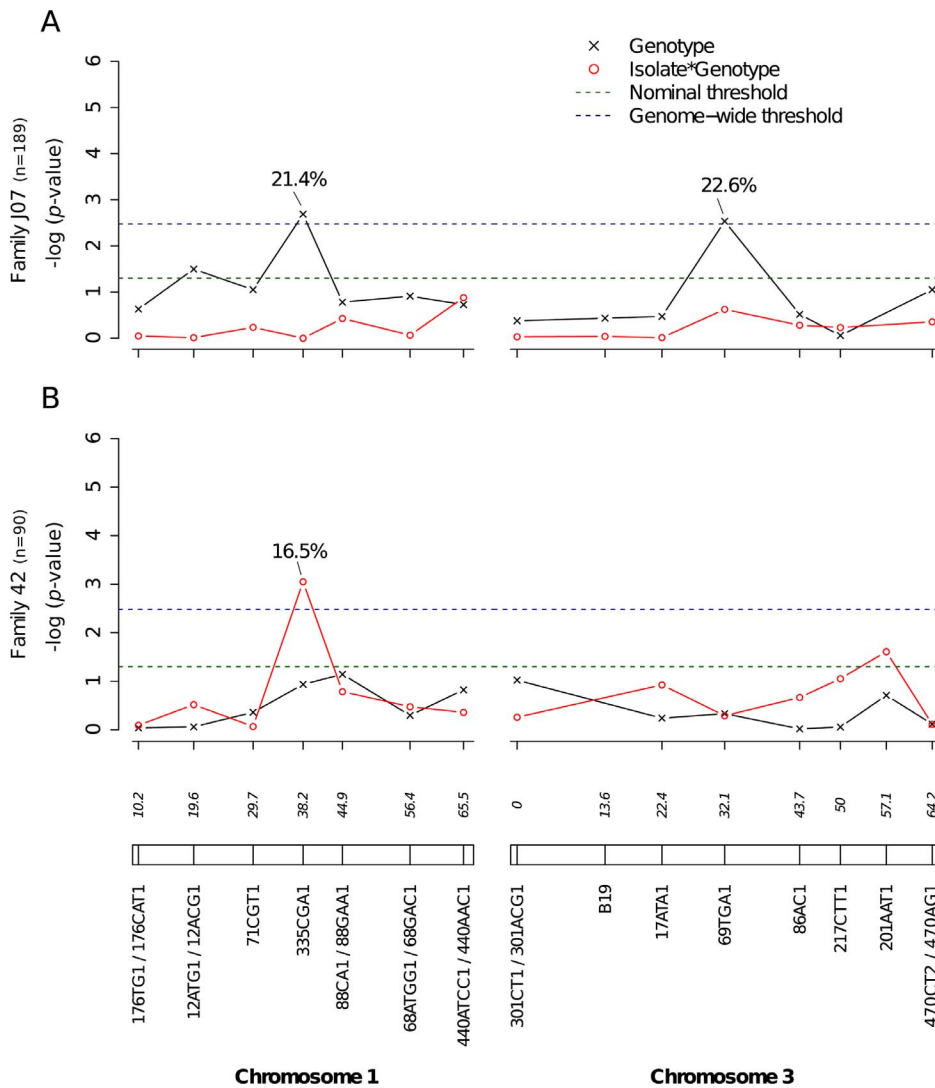 A
Genotype
Isolate*Genotype
Nominal threshold
Genome-wide threshold
Family J07 (n=189)
-log (p-value)
6
5
4
3
2
1
0
21.4%
22.6%
B
Family 42 (n=90)
-log (p-value)
6
5
4
3
2
1
0
16.5%
10.2 19.6 29.7 38.2 44.9 56.4 65.5 0 13.6 22.4 32.1 43.7 50 57.1 64.2
176TG1 / 176CAT1
12ATG1 / 12ACG1
71CGT1
335CGA1
88CA1 / 88GAA1
68ATGG1 / 68GAC1
440ATCC1 / 440AAC1
301CT1 / 301ACG1
B19
17ATA1
69TGA1
86AC1
217CTT1
201AAT1
470CT2 / 470AG1
Chromosome 1 Chromosome 3